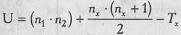 U = (n₁ · n₂) + nₓ · (nₓ + 1) / 2 − Tₓ